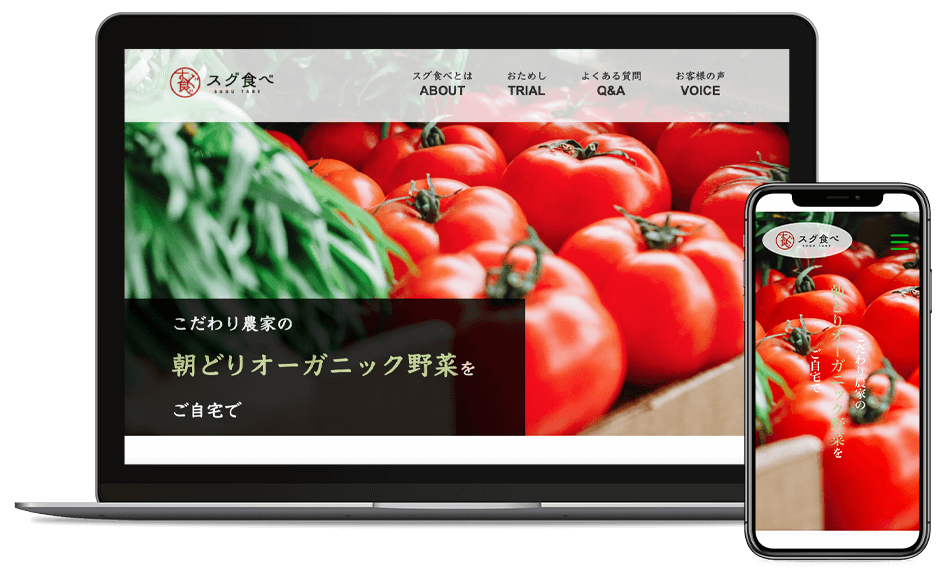 食べ
スグ食べ
SUGU TABE
スグ食べとは
ABOUT
おためし
TRIAL
よくある質問
Q&A
お客様の声
VOICE
こだわり農家の
朝どりオーガニック野菜を
ご自宅で
スグ食べ
SUGU TABE
こだわり農家の
朝どりオーガニック野菜を
ご自宅で